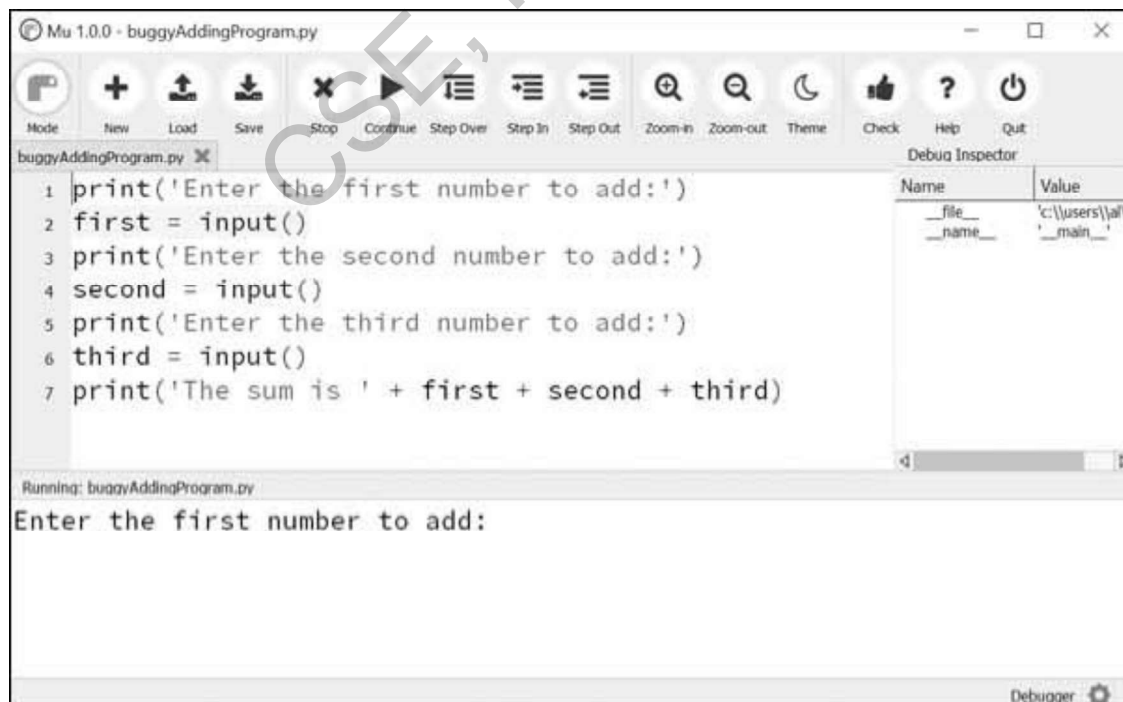 CSE,
Mu 1.0.0 - buggyAddingProgram.py
Mode New Load Save Stop Continue Step Over Step In Step Out Zoom-in Zoom-out Theme Check Help Quit
buggyAddingProgram.py
Debug Inspector
Name Value
__file__ 'c:\\users\\al
__name__ '__main__'
1 print('Enter the first number to add:')
2 first = input()
3 print('Enter the second number to add:')
4 second = input()
5 print('Enter the third number to add:')
6 third = input()
7 print('The sum is ' + first + second + third)
Running: buggyAddingProgram.py
Enter the first number to add:
Debugger